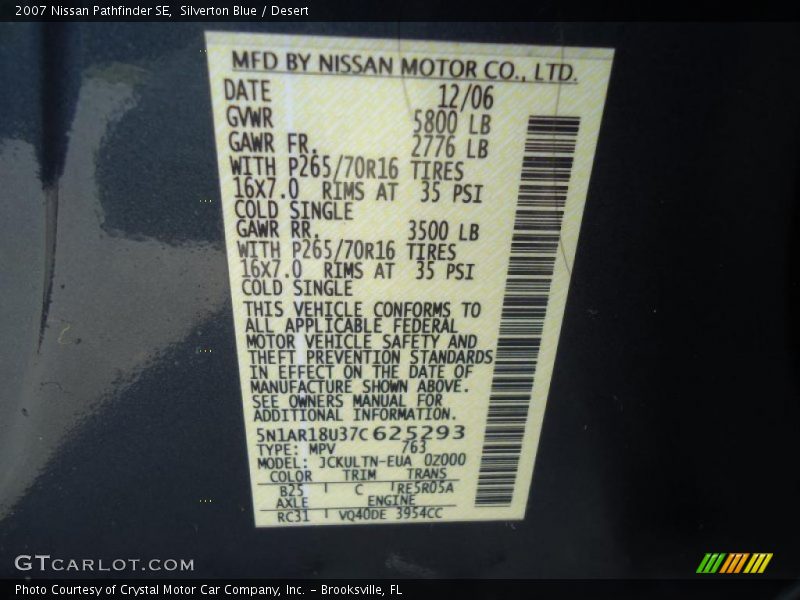 2007 Nissan Pathfinder SE,  Silverton Blue / Desert
MFD BY NISSAN MOTOR CO., LTD.
DATE 12/06
GVWR 5800 LB
GAWR FR. 2776 LB
WITH P265/70R16 TIRES
16X7.0 RIMS AT 35 PSI
COLD SINGLE
GAWR RR. 3500 LB
WITH P265/70R16 TIRES
16X7.0 RIMS AT 35 PSI
COLD SINGLE
THIS VEHICLE CONFORMS TO
ALL APPLICABLE FEDERAL
MOTOR VEHICLE SAFETY AND
THEFT PREVENTION STANDARDS
IN EFFECT ON THE DATE OF
MANUFACTURE SHOWN ABOVE.
SEE OWNERS MANUAL FOR
ADDITIONAL INFORMATION.
5N1AR18U37C625293
TYPE: MPV 763
MODEL: JCKULTN-EUA 0Z000
COLOR TRIM TRANS
B25 C RE5R05A
AXLE ENGINE
RC31 VQ40DE 3954CC
GTCARLOT.COM
Photo Courtesy of Crystal Motor Car Company, Inc. – Brooksville, FL